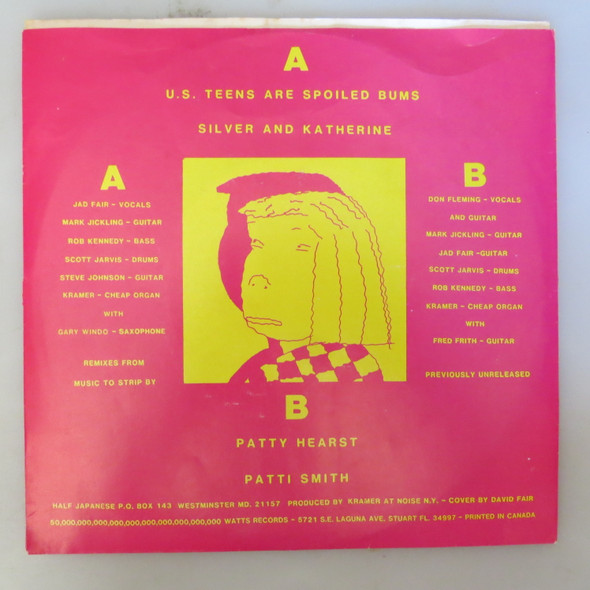 A
U.S. TEENS ARE SPOILED BUMS
SILVER AND KATHERINE
A
JAD FAIR – VOCALS
MARK JICKLING – GUITAR
ROB KENNEDY – BASS
SCOTT JARVIS – DRUMS
STEVE JOHNSON – GUITAR
KRAMER – CHEAP ORGAN
WITH
GARY WINDO – SAXOPHONE
REMIXES FROM
MUSIC TO STRIP BY
B
DON FLEMING – VOCALS
AND GUITAR
MARK JICKLING – GUITAR
JAD FAIR –GUITAR
SCOTT JARVIS – DRUMS
ROB KENNEDY – BASS
KRAMER – CHEAP ORGAN
WITH
FRED FRITH – GUITAR
PREVIOUSLY UNRELEASED
B
PATTY HEARST
PATTI SMITH
HALF JAPANESE P.O. BOX 143 WESTMINSTER MD. 21157 PRODUCED BY KRAMER AT NOISE N.Y. – COVER BY DAVID FAIR
50,000,000,000,000,000,000,000,000,000,000 WATTS RECORDS – 5721 S.E. LAGUNA AVE. STUART FL. 34997 – PRINTED IN CANADA